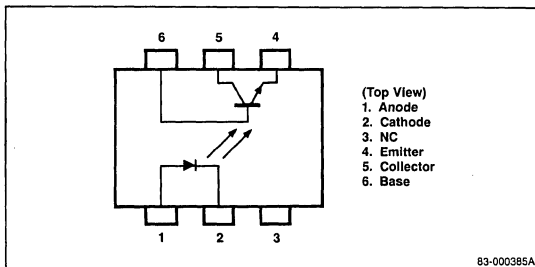 6 5 4
(Top View)
1. Anode
2. Cathode
3. NC
4. Emitter
5. Collector
6. Base
1 2 3
83-000385A